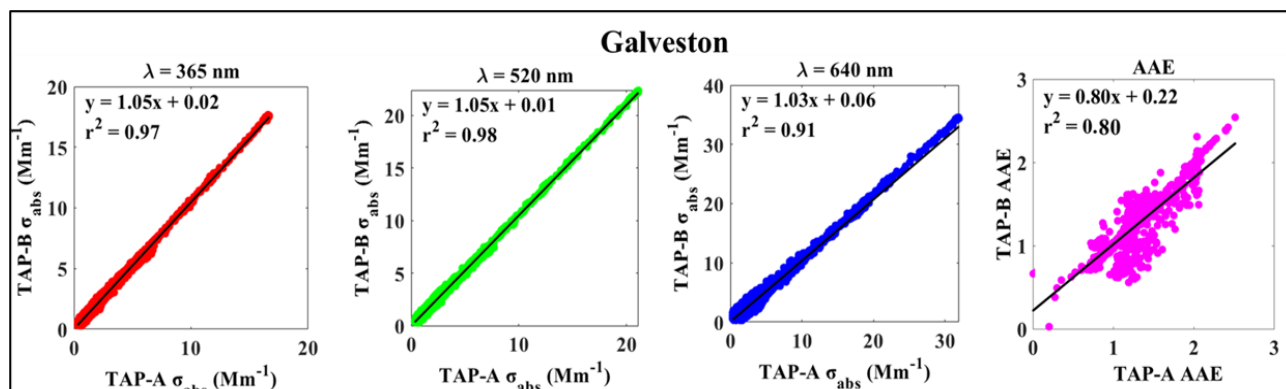 Galveston
λ = 365 nm
y = 1.05x + 0.02
r² = 0.97
20
15
10
5
0
0
10
20
TAP-B σabs (Mm⁻¹)
TAP-A σabs (Mm⁻¹)
λ = 520 nm
y = 1.05x + 0.01
r² = 0.98
20
15
10
5
0
0
10
20
TAP-B σabs (Mm⁻¹)
TAP-A σabs (Mm⁻¹)
λ = 640 nm
y = 1.03x + 0.06
r² = 0.91
40
30
20
10
0
0
10
20
30
TAP-B σabs (Mm⁻¹)
TAP-A σabs (Mm⁻¹)
AAE
y = 0.80x + 0.22
r² = 0.80
3
2
1
0
0
1
2
3
TAP-B AAE
TAP-A AAE